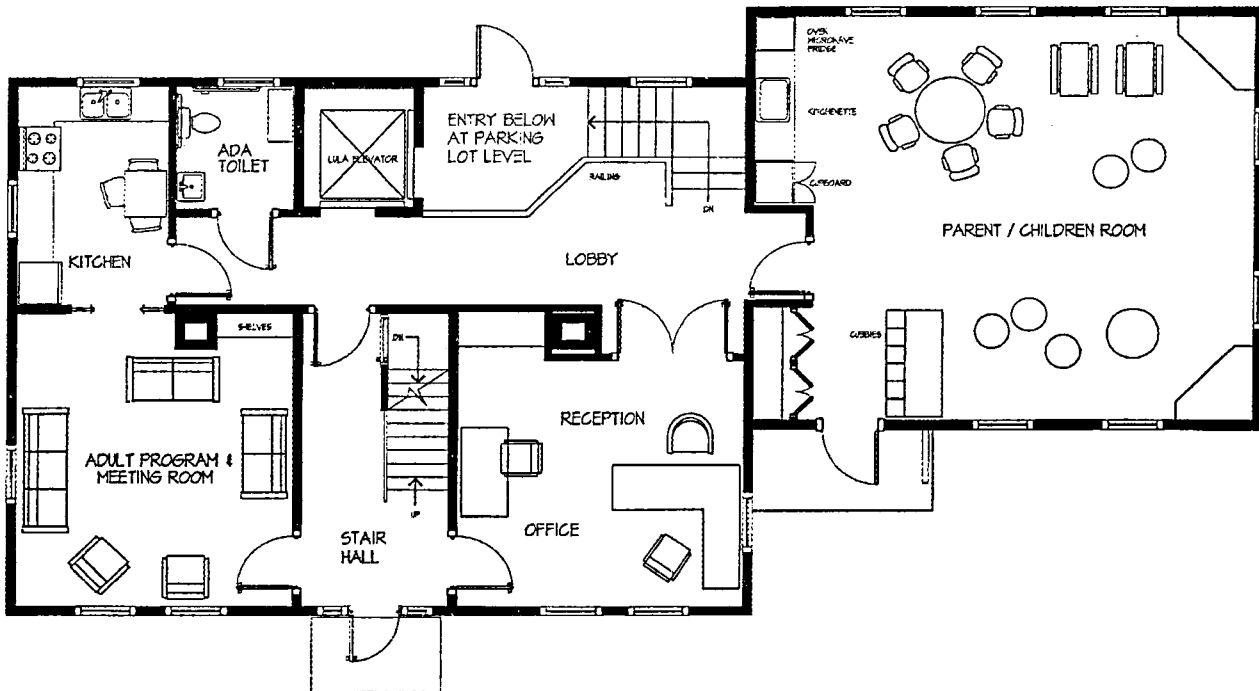 OVEN
MICROWAVE
FRIDGE
KITCHENETTE
CUPBOARD
ENTRY BELOW
AT PARKING
LOT LEVEL
ADA
TOILET
LULA ELEVATOR
RAILING
DN
PARENT / CHILDREN ROOM
KITCHEN
LOBBY
SHELVES
DN
CUBBIES
RECEPTION
ADULT PROGRAM &
MEETING ROOM
UP
OFFICE
STAIR
HALL